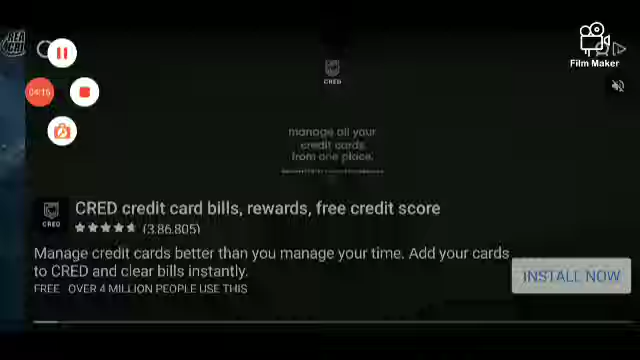 REA
CRI
Film Maker
04:15
CRED
manage all your
credit cards
from one place.
CRED
CRED credit card bills, rewards, free credit score
(3,86,805)
Manage credit cards better than you manage your time. Add your cards
to CRED and clear bills instantly.
INSTALL NOW
FREE OVER 4 MILLION PEOPLE USE THIS